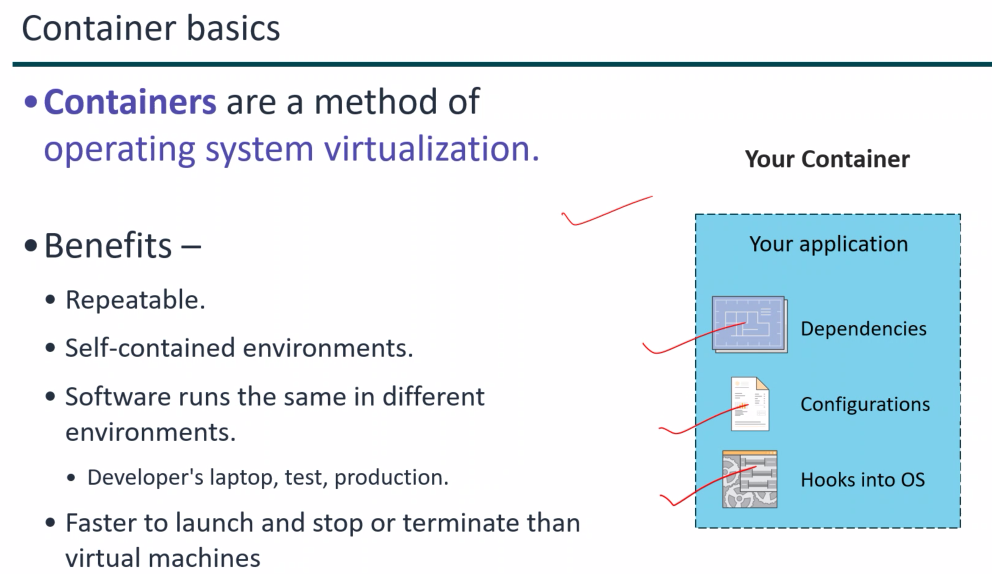 Container basics
•Containers are a method of
operating system virtualization.
•Benefits –
• Repeatable.
• Self-contained environments.
• Software runs the same in different
environments.
• Developer's laptop, test, production.
• Faster to launch and stop or terminate than
virtual machines
Your Container
Your application
Dependencies
Configurations
Hooks into OS